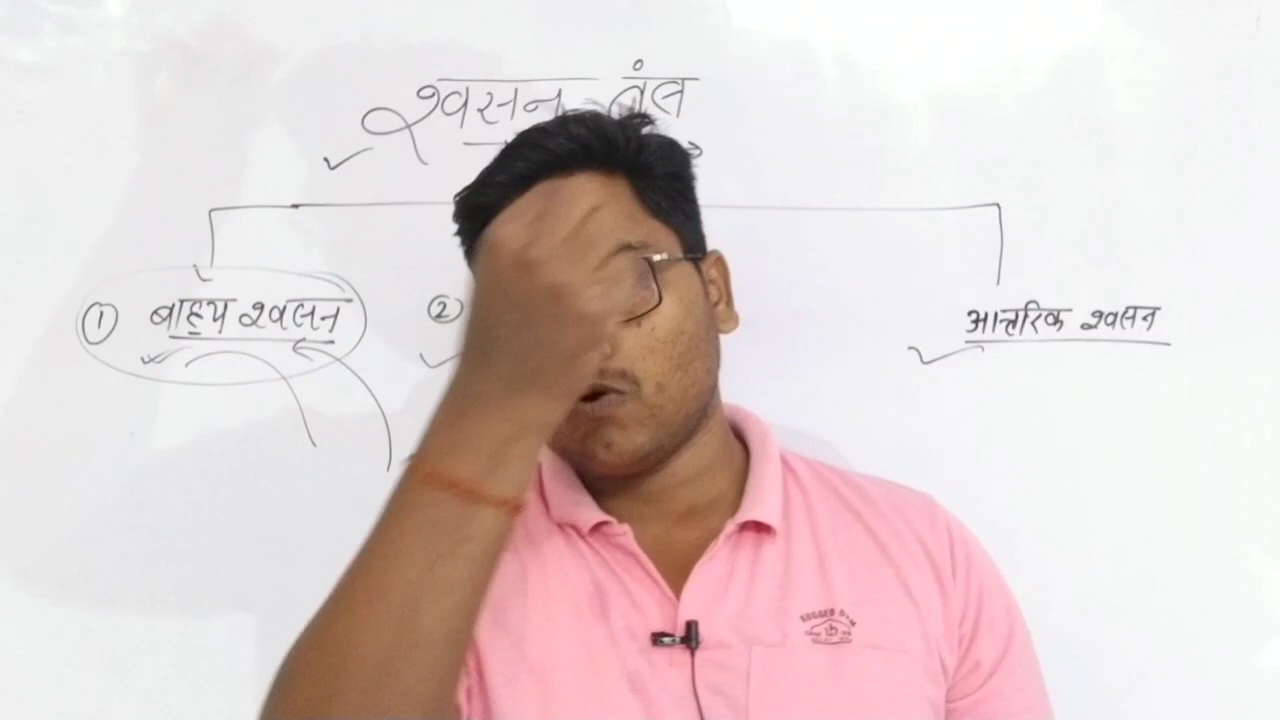 श्वसन तंत्र
① बाह्य श्वसन
②
आन्तरिक श्वसन